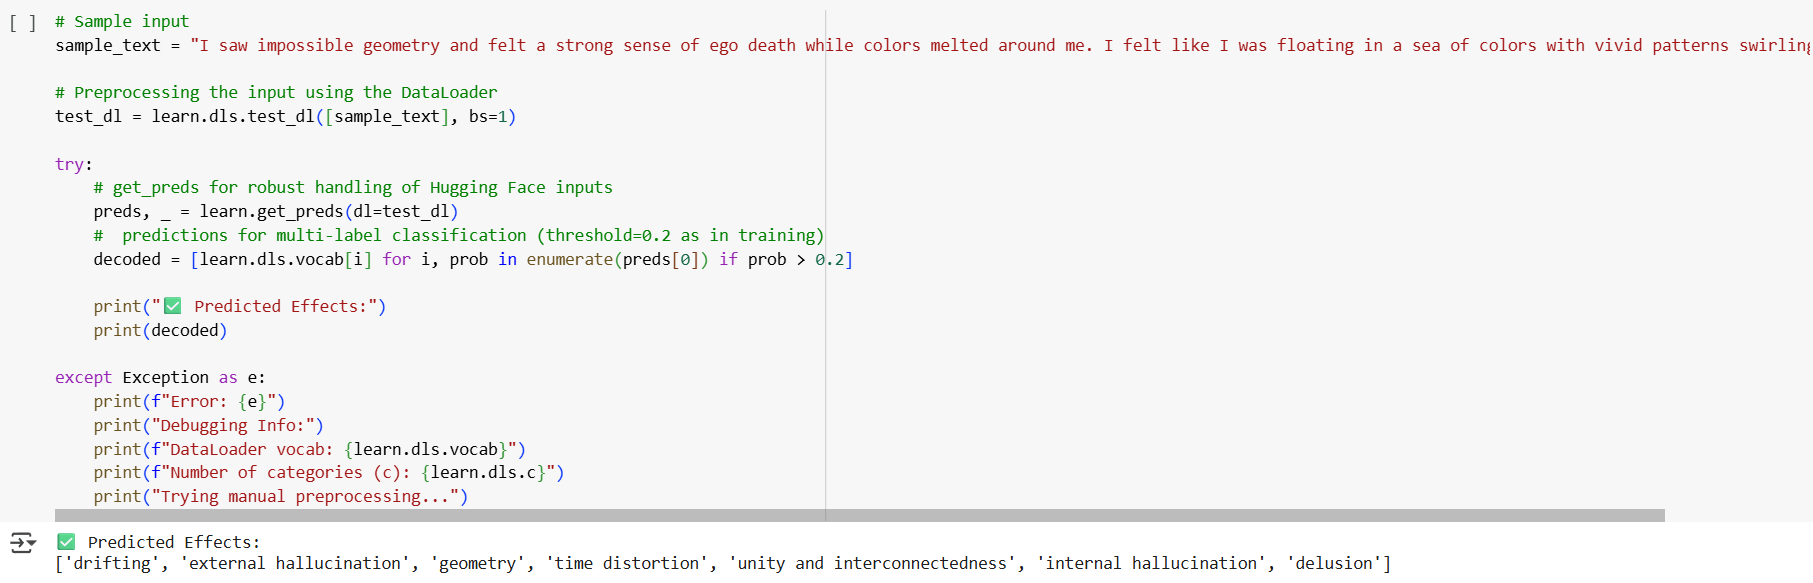 [ ] # Sample input
sample_text = "I saw impossible geometry and felt a strong sense of ego death while colors melted around me. I felt like I was floating in a sea of colors with vivid patterns swirling
# Preprocessing the input using the DataLoader
test_dl = learn.dls.test_dl([sample_text], bs=1)
try:
# get_preds for robust handling of Hugging Face inputs
preds, _ = learn.get_preds(dl=test_dl)
#  predictions for multi-label classification (threshold=0.2 as in training)
decoded = [learn.dls.vocab[i] for i, prob in enumerate(preds[0]) if prob > 0.2]
print("✅ Predicted Effects:")
print(decoded)
except Exception as e:
print(f"Error: {e}")
print("Debugging Info:")
print(f"DataLoader vocab: {learn.dls.vocab}")
print(f"Number of categories (c): {learn.dls.c}")
print("Trying manual preprocessing...")
✅ Predicted Effects:
['drifting', 'external hallucination', 'geometry', 'time distortion', 'unity and interconnectedness', 'internal hallucination', 'delusion']